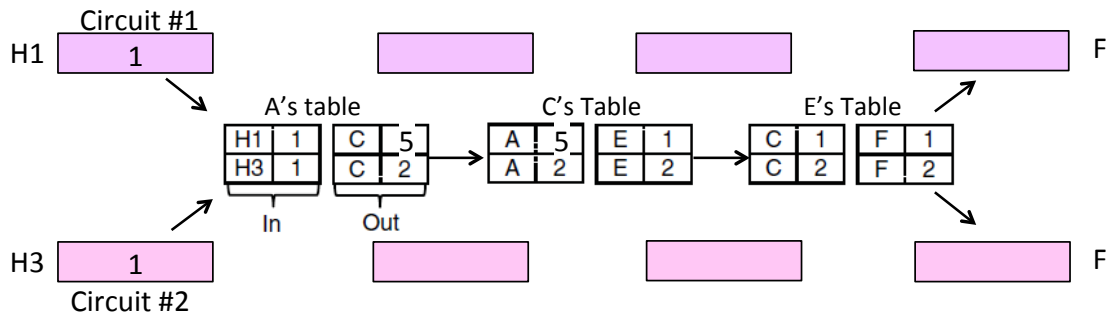 Circuit #1
H1 1 F
A's table C's Table E's Table
H1 1 C 5 A 5 E 1 C 1 F 1
H3 1 C 2 A 2 E 2 C 2 F 2
In Out
H3 1 F
Circuit #2